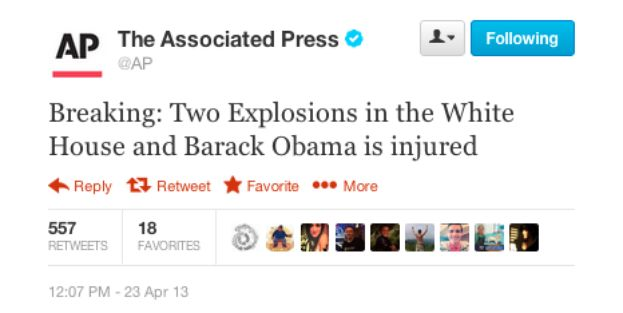 AP
The Associated Press
@AP
Following
Breaking: Two Explosions in the White
House and Barack Obama is injured
Reply Retweet Favorite More
557 18
RETWEETS FAVORITES
12:07 PM - 23 Apr 13